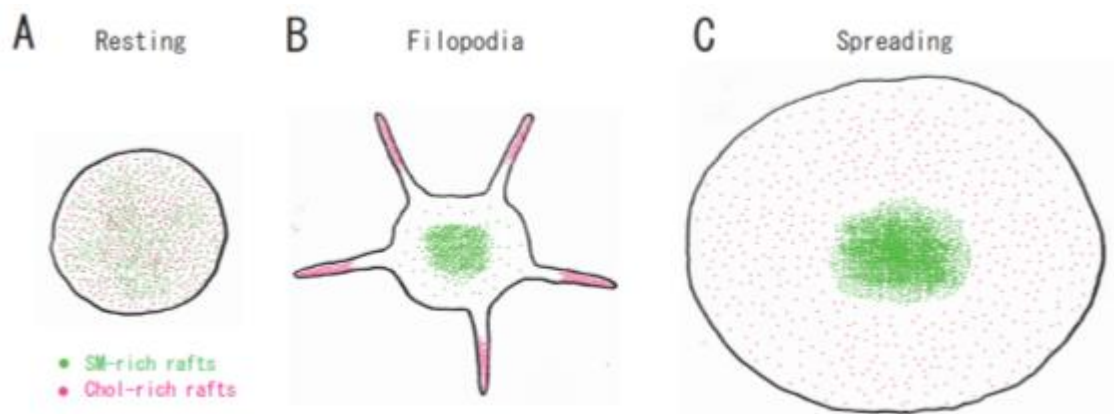 A Resting
B Filopodia
C Spreading
SM-rich rafts
Chol-rich rafts